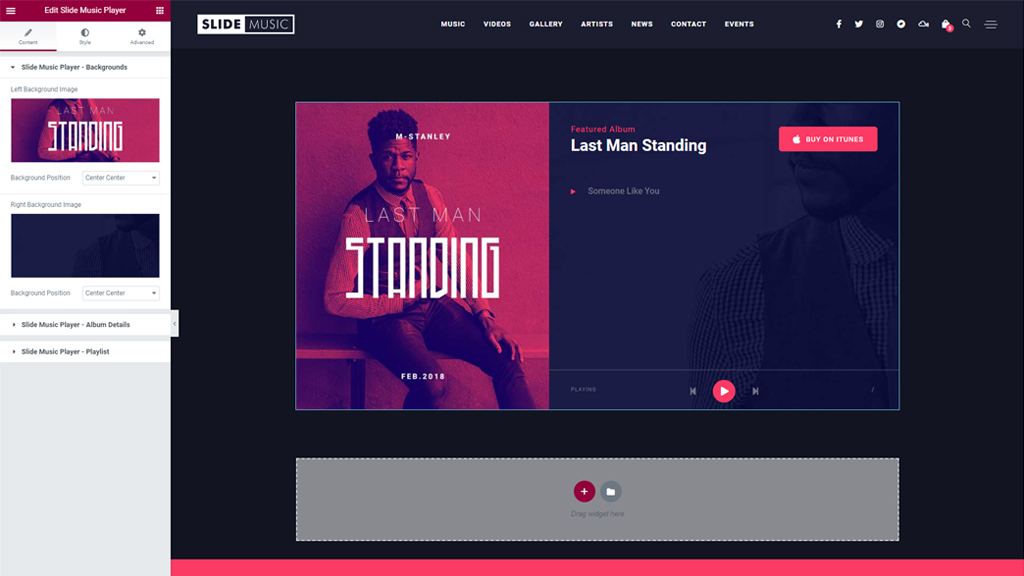 Edit Slide Music Player
Content
Style
Advanced
Slide Music Player - Backgrounds
Left Background Image
LAST MAN
STANDING
Background Position
Center Center
Right Background Image
Background Position
Center Center
Slide Music Player - Album Details
Slide Music Player - Playlist
SLIDE MUSIC
MUSIC VIDEOS GALLERY ARTISTS NEWS CONTACT EVENTS
M-STANLEY
LAST MAN
STANDING
FEB.2018
Featured Album
Last Man Standing
BUY ON ITUNES
Someone Like You
PLAYING
/
Drag widget here